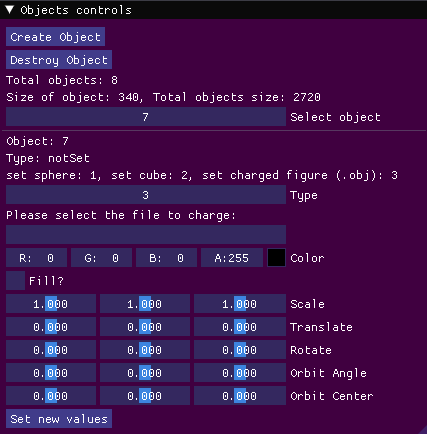 Objects controls
Create Object
Destroy Object
Total objects: 8
Size of object: 340, Total objects size: 2720
7 Select object
Object: 7
Type: notSet
set sphere: 1, set cube: 2, set charged figure (.obj): 3
3 Type
Please select the file to charge:
R: 0 G: 0 B: 0 A:255 Color
Fill?
1.000 1.000 1.000 Scale
0.000 0.000 0.000 Translate
0.000 0.000 0.000 Rotate
0.000 0.000 0.000 Orbit Angle
0.000 0.000 0.000 Orbit Center
Set new values